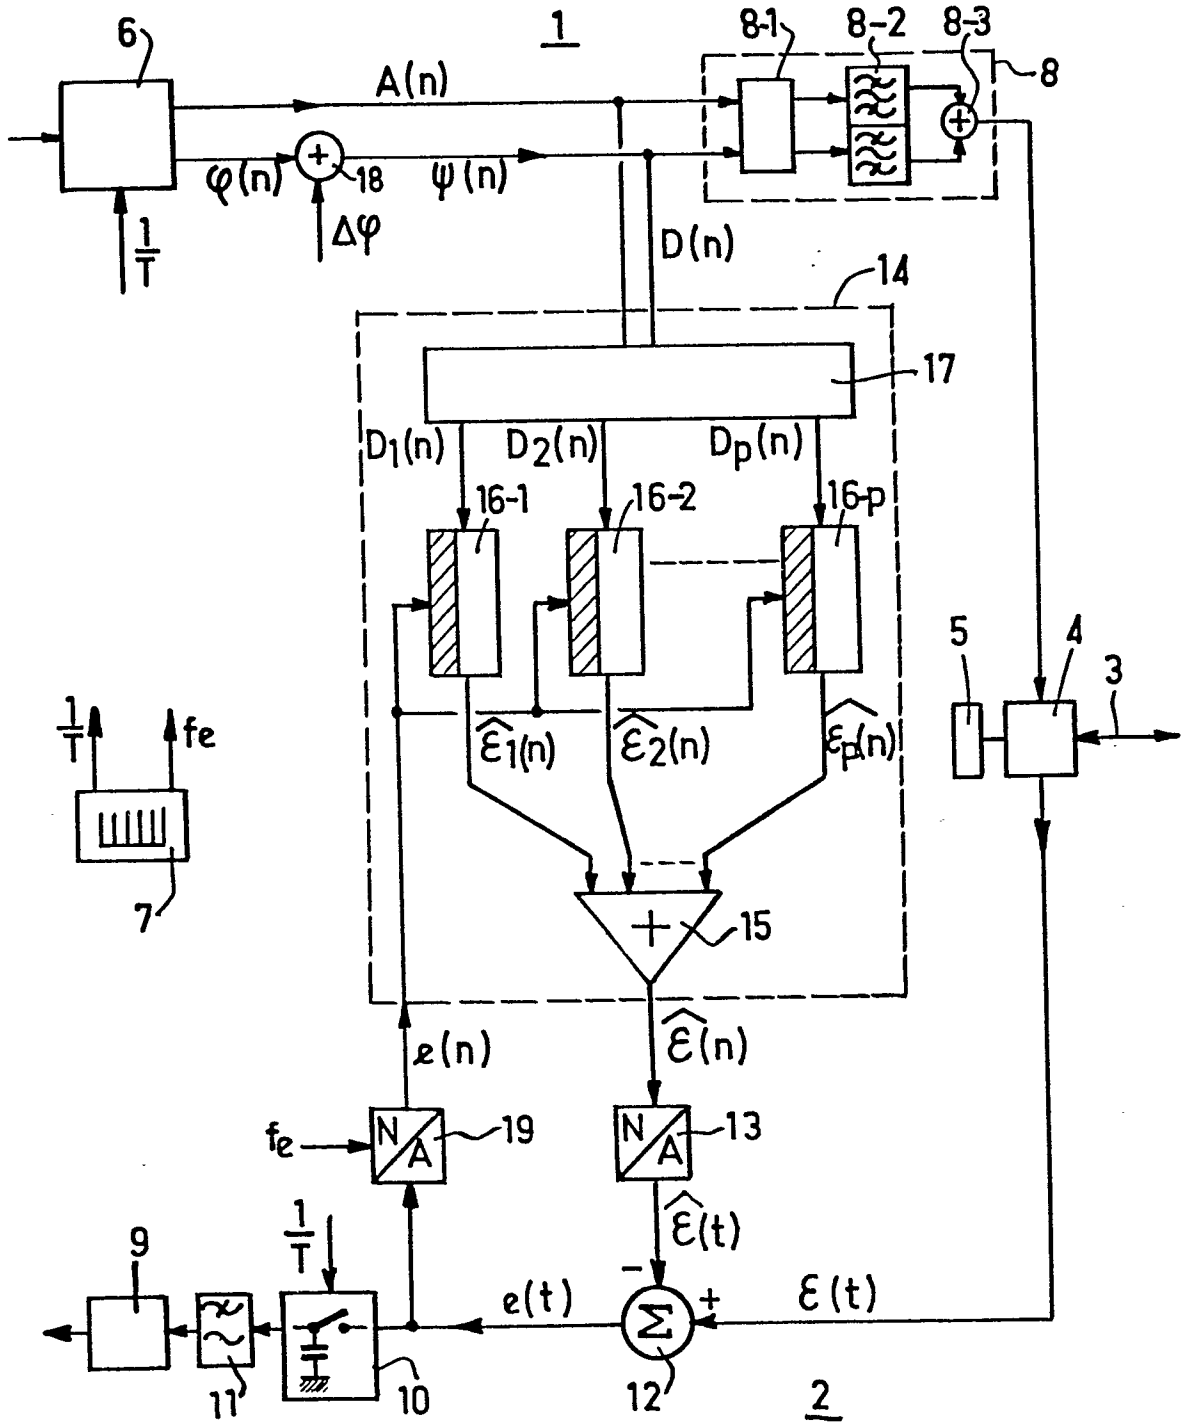 1
6
8-1
8-2
8-3
8
A(n)
+
φ(n)
+
18
ψ(n)
Δφ
1/T
D(n)
14
17
D1(n)
D2(n)
Dp(n)
16-1
16-2
16-p
5
4
3
1/T
fe
ε̂1(n)
ε̂2(n)
ε̂p(n)
7
+
15
e(n)
ε̂(n)
fe
N/A
19
N/A
13
1/T
ε̂(t)
9
e(t)
-
+
Σ
ε(t)
11
10
12
2